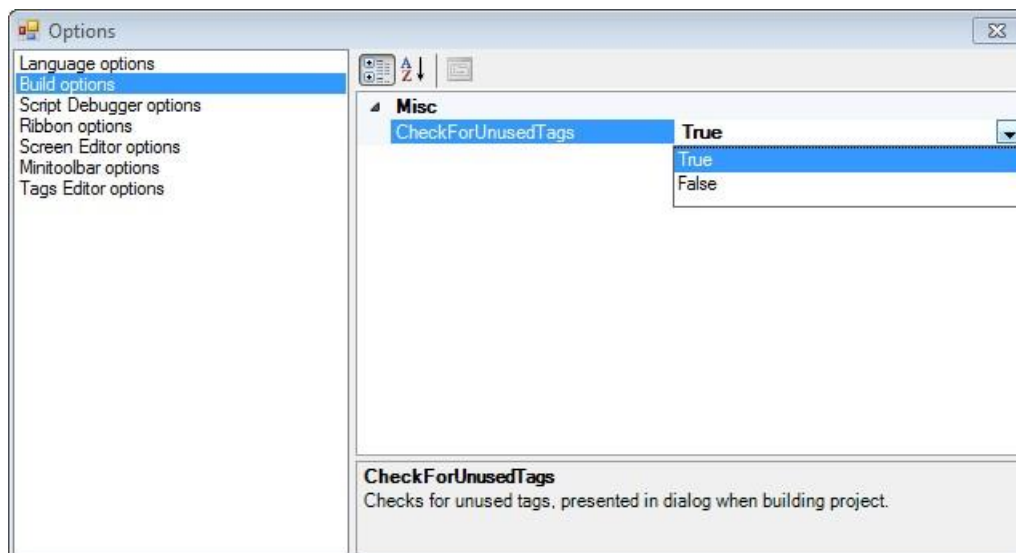 Options
Language options
Build options
Script Debugger options
Ribbon options
Screen Editor options
Minitoolbar options
Tags Editor options
Misc
CheckForUnusedTags True
True
False
CheckForUnusedTags
Checks for unused tags, presented in dialog when building project.